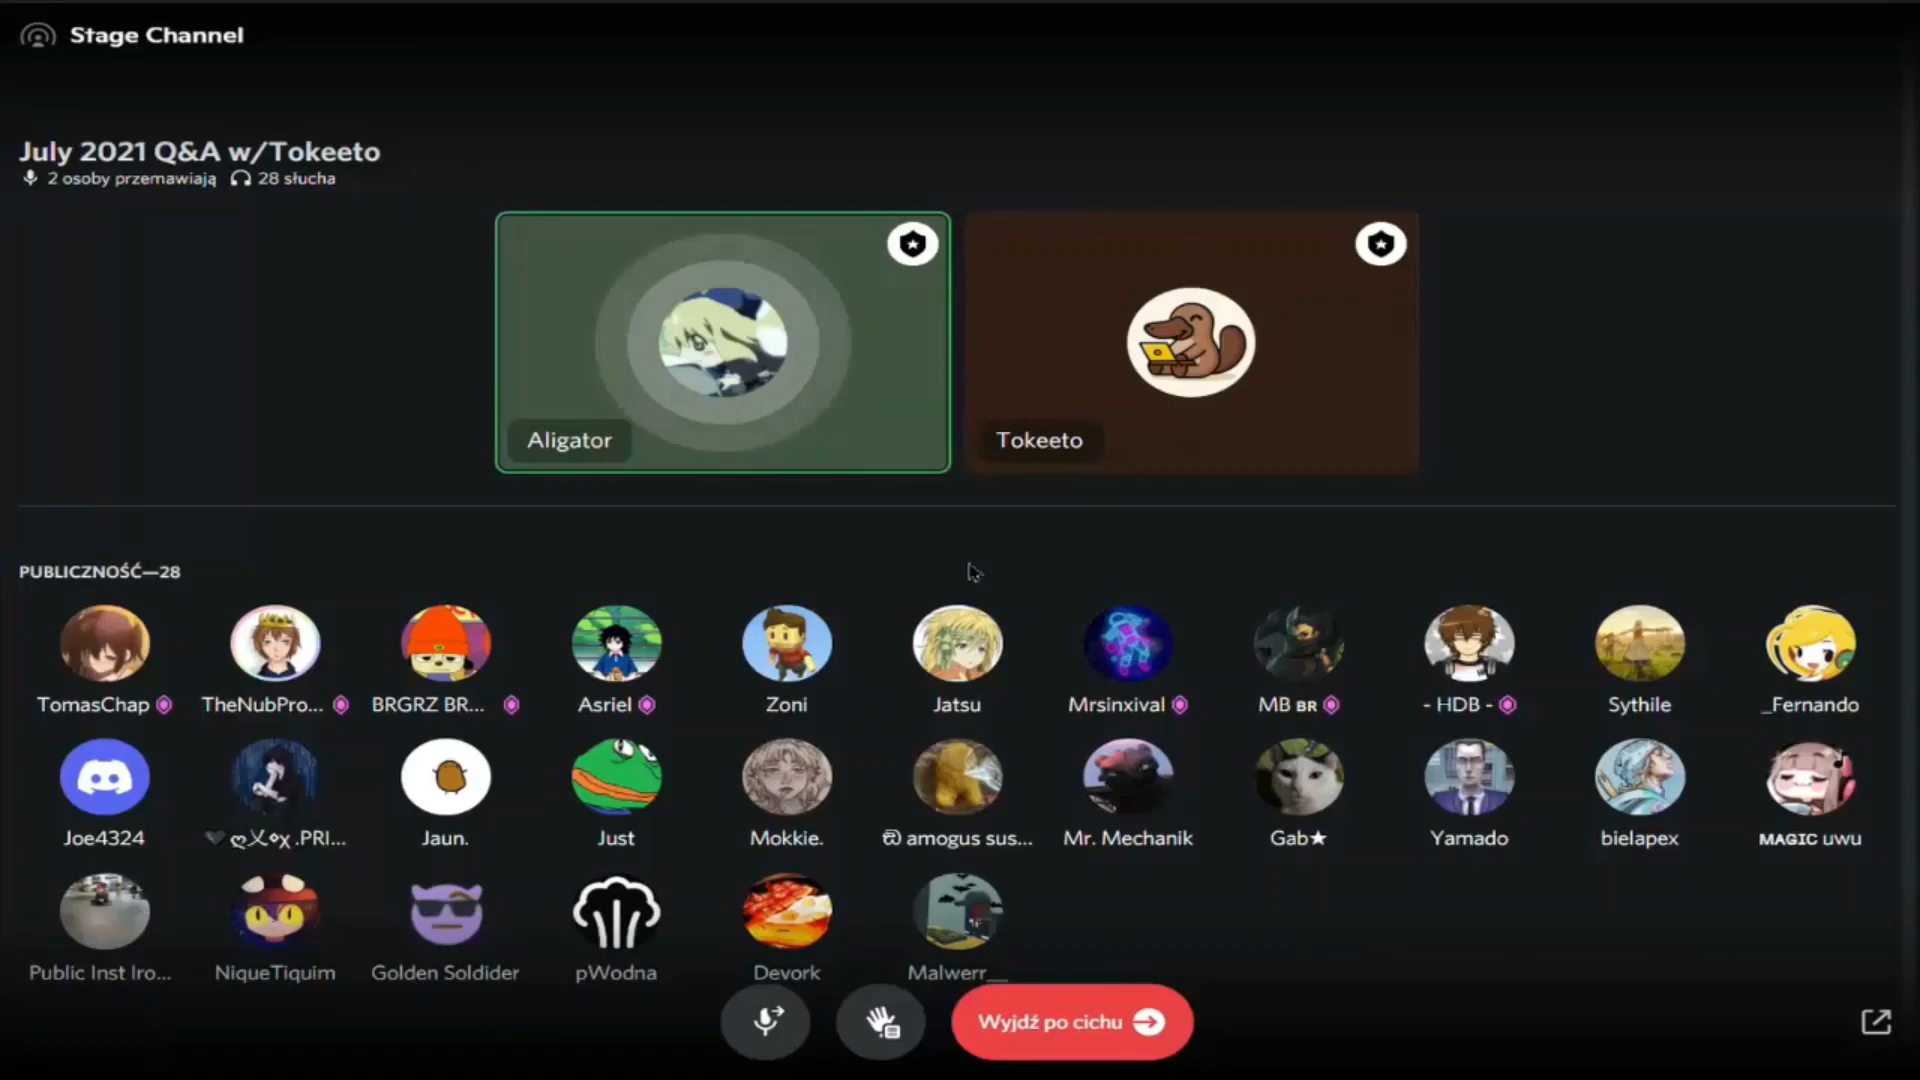 Stage Channel
July 2021 Q&A w/Tokeeto
2 osoby przemawiają 28 słucha
Aligator Tokeeto
PUBLICZNOŚĆ—28
TomasChap TheNubPro... BRGRZ BR... Asriel Zoni Jatsu Mrsinxival MB BR - HDB - Sythile _Fernando
Joe4324 .PRI... Jaun. Just Mokkie. amogus sus... Mr. Mechanik Gab★ Yamado bielapex MAGIC uwu
Public Inst Iro... NiqueTiquim Golden Soldider pWodna Devork Malwerr__
Wyjdź po cichu